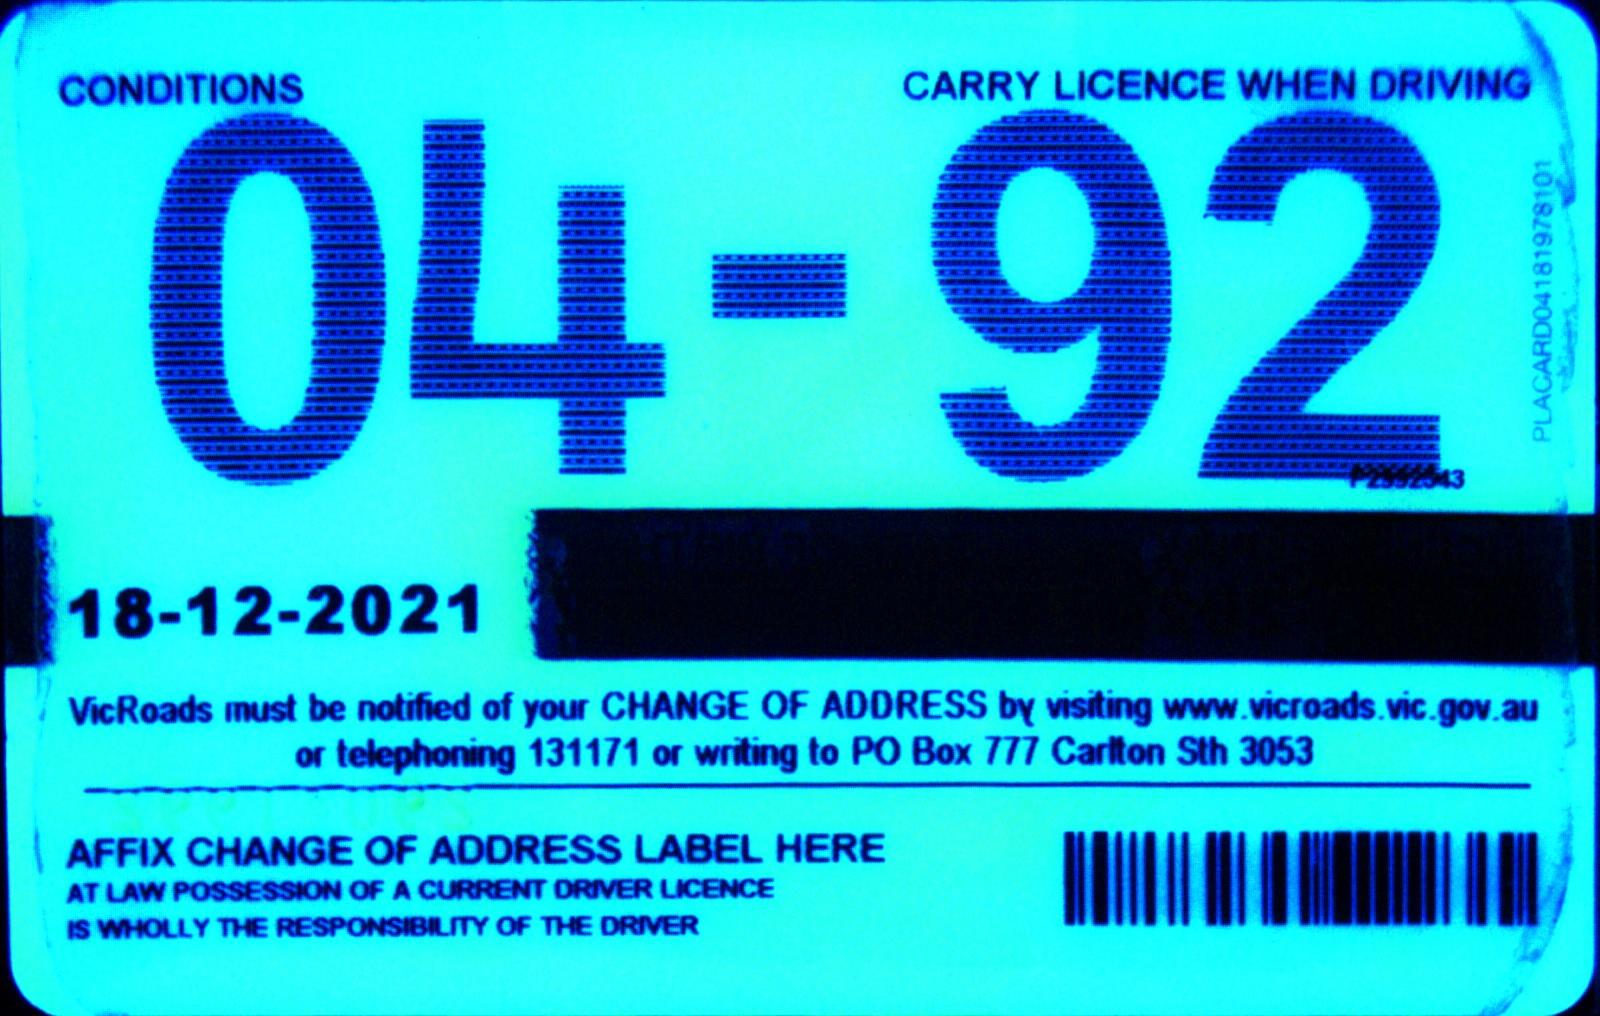 CONDITIONS
CARRY LICENCE WHEN DRIVING
04-92
PLACARD04181978101
P2992543
18-12-2021
VicRoads must be notified of your CHANGE OF ADDRESS by visiting www.vicroads.vic.gov.au
or telephoning 131171 or writing to PO Box 777 Carlton Sth 3053
AFFIX CHANGE OF ADDRESS LABEL HERE
AT LAW POSSESSION OF A CURRENT DRIVER LICENCE
IS WHOLLY THE RESPONSIBILITY OF THE DRIVER